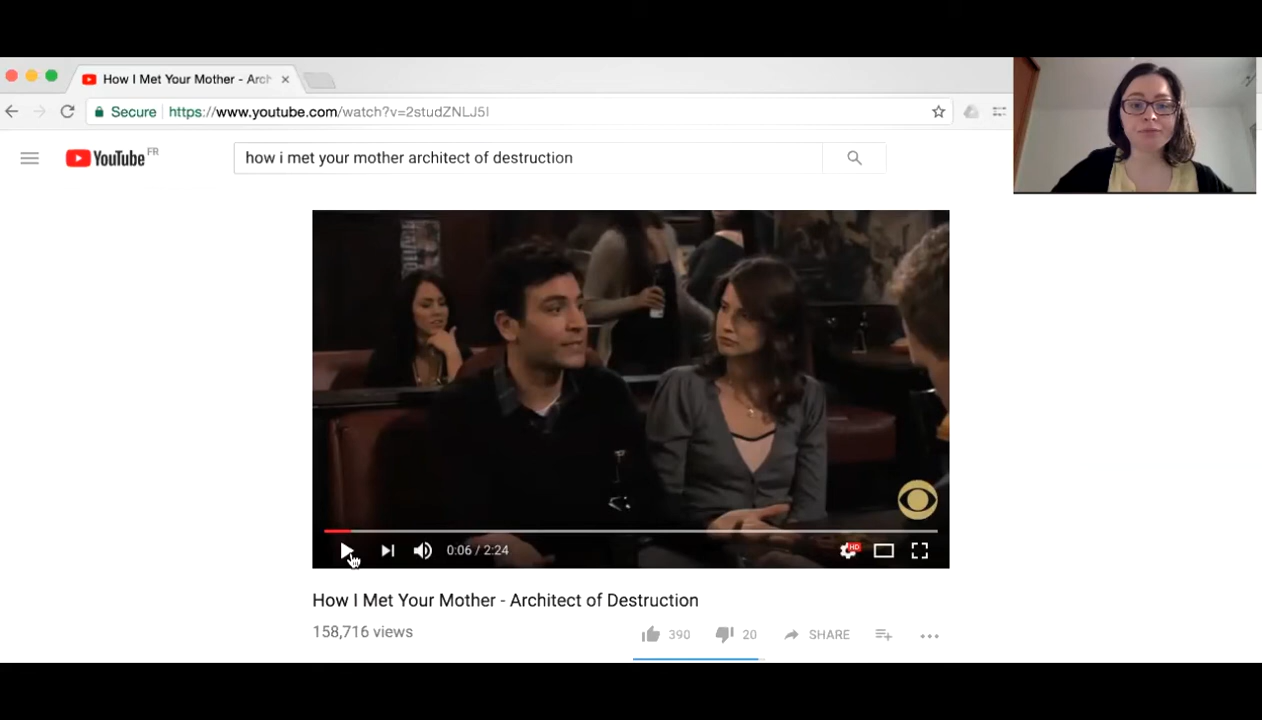 How I Met Your Mother - Arch
Secure https://www.youtube.com/watch?v=2studZNLJ5I
YouTube FR
how i met your mother architect of destruction
HD
0:06 / 2:24
How I Met Your Mother - Architect of Destruction
158,716 views
390 20 SHARE